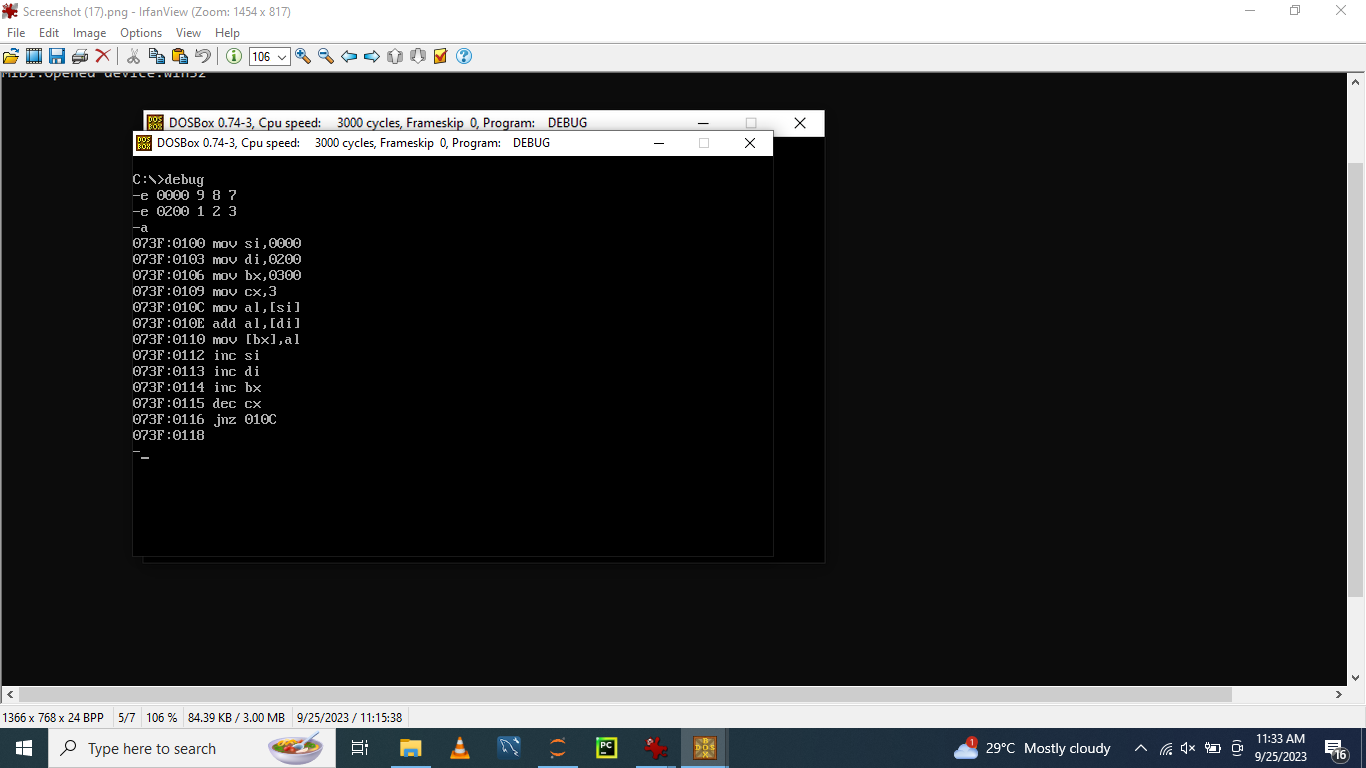 Screenshot (17).png - IrfanView (Zoom: 1454 x 817)
File Edit Image Options View Help
106
MIDI:Opened device:win32
DOSBox 0.74-3, Cpu speed: 3000 cycles, Frameskip 0, Program: DEBUG
DOSBox 0.74-3, Cpu speed: 3000 cycles, Frameskip 0, Program: DEBUG
C:\>debug
-e 0000 9 8 7
-e 0200 1 2 3
-a
073F:0100 mov si,0000
073F:0103 mov di,0200
073F:0106 mov bx,0300
073F:0109 mov cx,3
073F:010C mov al,[si]
073F:010E add al,[di]
073F:0110 mov [bx],al
073F:0112 inc si
073F:0113 inc di
073F:0114 inc bx
073F:0115 dec cx
073F:0116 jnz 010C
073F:0118
-_
1366 x 768 x 24 BPP 5/7 106 % 84.39 KB / 3.00 MB 9/25/2023 / 11:15:38
Type here to search
PC
DOS BOX
1
29°C Mostly cloudy
11:33 AM
9/25/2023
16